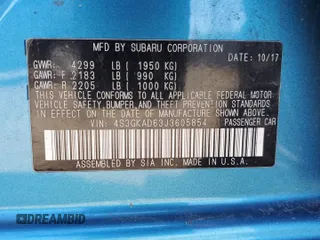 MFD BY SUBARU CORPORATION
GVWR: 4299 LB ( 1950 KG) DATE: 10/17
GAWR: F 2183 LB ( 990 KG)
GAWR: R 2205 LB ( 1000 KG)
THIS VEHICLE CONFORMS TO ALL APPLICABLE FEDERAL MOTOR
VEHICLE SAFETY, BUMPER, AND THEFT PREVENTION STANDARDS
IN EFFECT ON THE DATE OF MANUFACTURE SHOWN ABOVE.
VIN: 4S3GKAD63J3605854 PASSENGER CAR
ASSEMBLED BY SIA INC. MADE IN U.S.A.